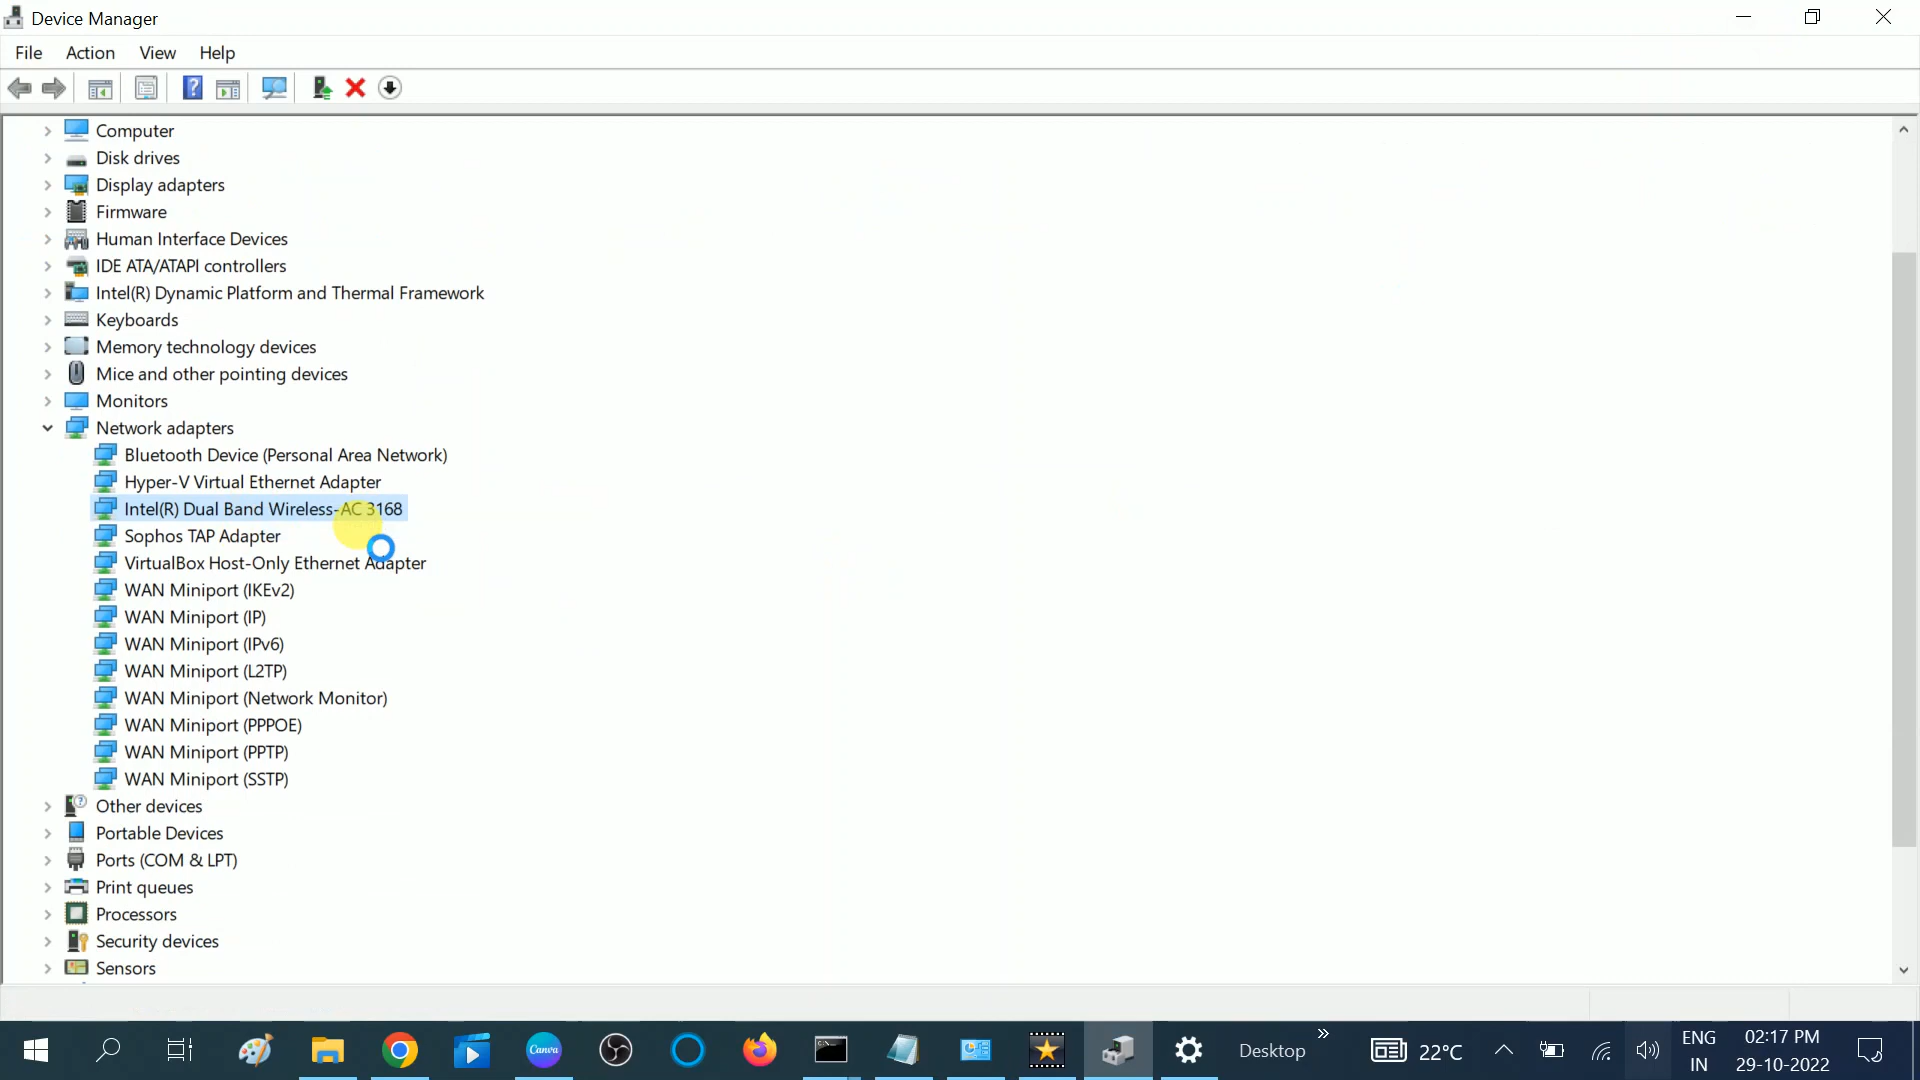 Device Manager
File Action View Help
Computer
Disk drives
Display adapters
Firmware
Human Interface Devices
IDE ATA/ATAPI controllers
Intel(R) Dynamic Platform and Thermal Framework
Keyboards
Memory technology devices
Mice and other pointing devices
Monitors
Network adapters
Bluetooth Device (Personal Area Network)
Hyper-V Virtual Ethernet Adapter
Intel(R) Dual Band Wireless-AC 3168
Sophos TAP Adapter
VirtualBox Host-Only Ethernet Adapter
WAN Miniport (IKEv2)
WAN Miniport (IP)
WAN Miniport (IPv6)
WAN Miniport (L2TP)
WAN Miniport (Network Monitor)
WAN Miniport (PPPOE)
WAN Miniport (PPTP)
WAN Miniport (SSTP)
Other devices
Portable Devices
Ports (COM & LPT)
Print queues
Processors
Security devices
Sensors
Canva
Desktop
22°C
ENG
IN
02:17 PM
29-10-2022